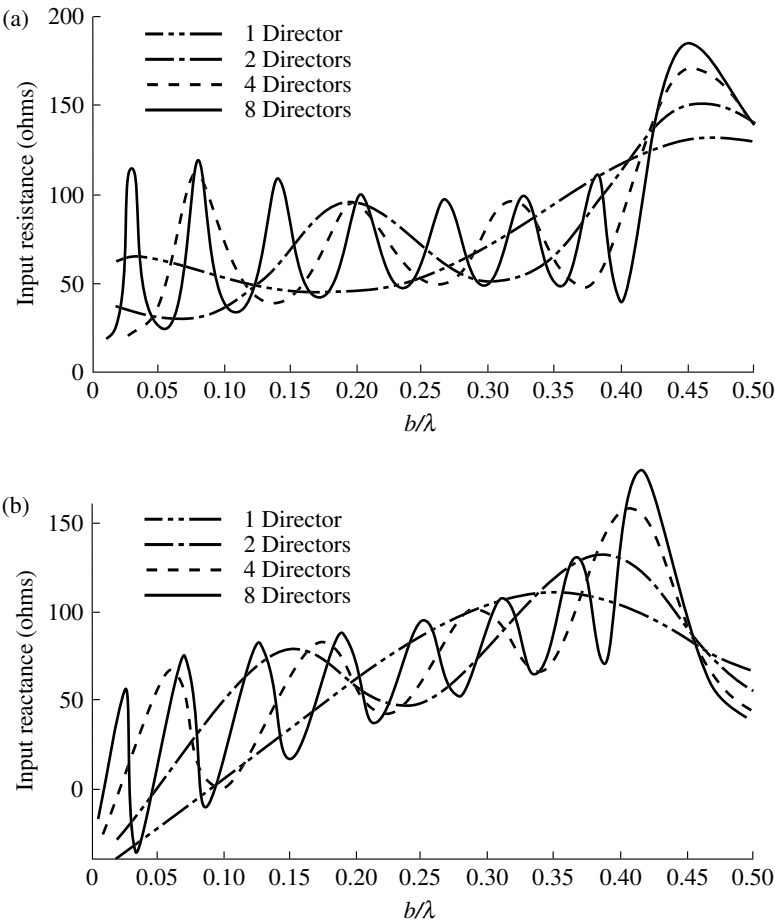 (a)
200
150
100
50
0
Input resistance (ohms)
1 Director
2 Directors
4 Directors
8 Directors
0 0.05 0.10 0.15 0.20 0.25 0.30 0.35 0.40 0.45 0.50
b/λ
(b)
150
100
50
0
Input reactance (ohms)
1 Director
2 Directors
4 Directors
8 Directors
0 0.05 0.10 0.15 0.20 0.25 0.30 0.35 0.40 0.45 0.50
b/λ